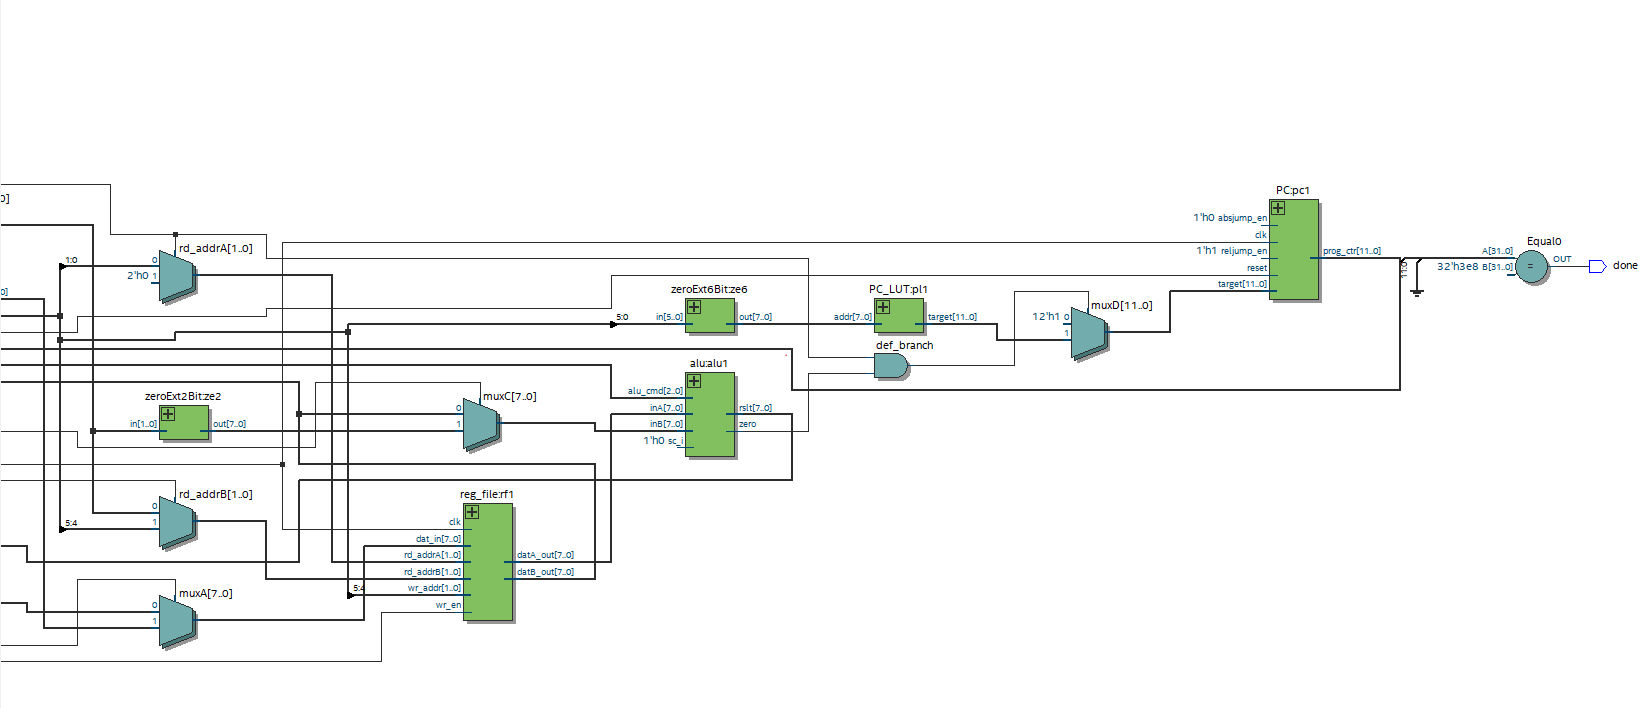 PC:pc1
1'h0 absjump_en
clk
1'h1 reljump_en
reset
target[11..0]
prog_ctr[11..0]
11:0
Equal0
A[31..0]
32'h3e8 B[31..0]
=
OUT
done
0]
rd_addrA[1..0]
1:0
0
2'h0 1
0]
zeroExt6Bit:ze6
5:0
in[5..0]
out[7..0]
PC_LUT:pl1
addr[7..0]
target[11..0]
muxD[11..0]
12'h1 0
1
def_branch
alu:alu1
alu_cmd[2..0]
inA[7..0]
inB[7..0]
1'h0 sc_i
rslt[7..0]
zero
zeroExt2Bit:ze2
in[1..0]
out[7..0]
muxC[7..0]
0
1
rd_addrB[1..0]
0
1
5:4
reg_file:rf1
clk
dat_in[7..0]
rd_addrA[1..0]
rd_addrB[1..0]
wr_addr[1..0]
wr_en
5:4
datA_out[7..0]
datB_out[7..0]
muxA[7..0]
0
1